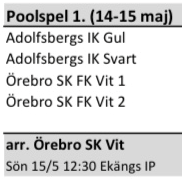 Poolspel 1. (14-15 maj)
Adolfsbergs IK Gul
Adolfsbergs IK Svart
Örebro SK FK Vit 1
Örebro SK FK Vit 2
arr. Örebro SK Vit
Sön 15/5 12:30 Ekängs IP